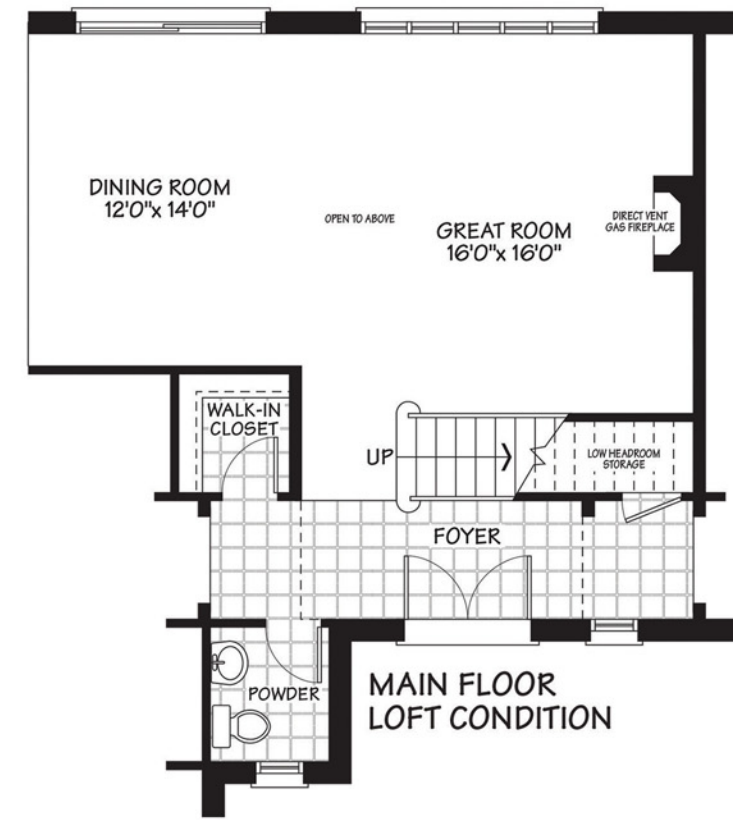 DINING ROOM
12'0"x 14'0"
OPEN TO ABOVE
GREAT ROOM
16'0"x 16'0"
DIRECT VENT
GAS FIREPLACE
WALK-IN
CLOSET
UP
LOW HEADROOM
STORAGE
FOYER
POWDER
MAIN FLOOR
LOFT CONDITION